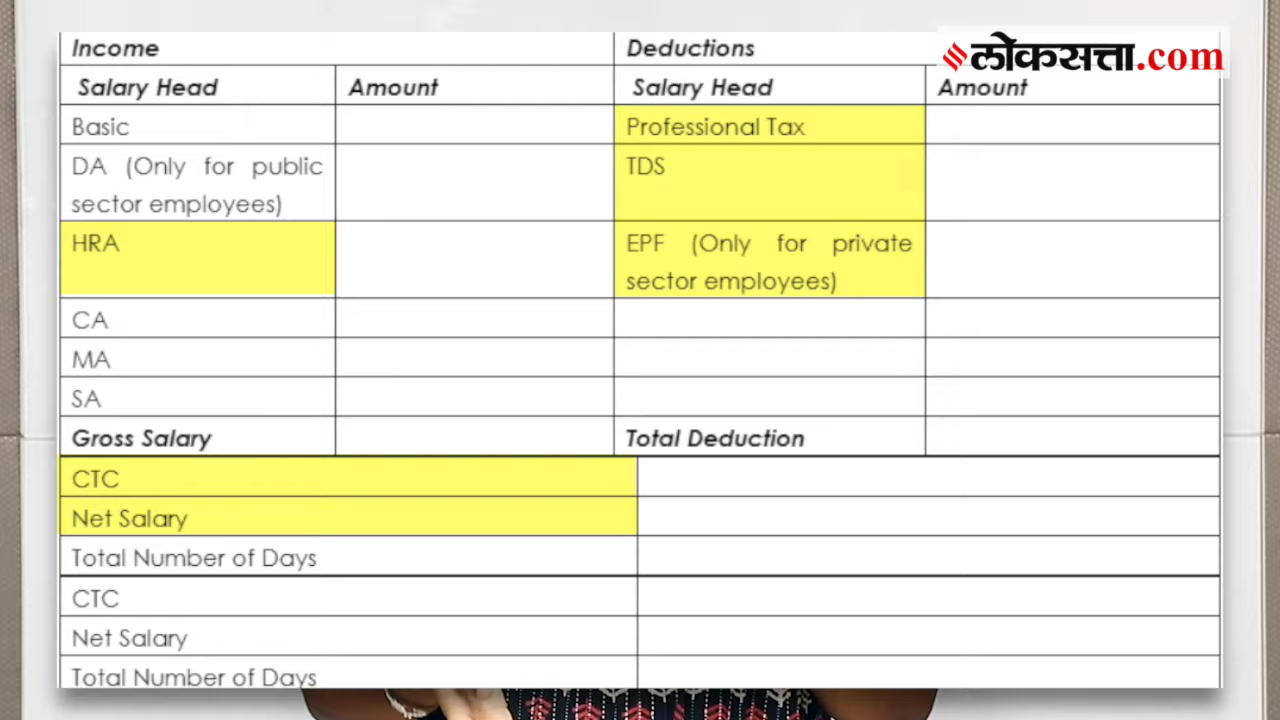 Income Deductions
लोकसत्ता.com
Salary Head Amount Salary Head Amount
Basic Professional Tax
DA (Only for public
sector employees)
TDS
HRA
EPF (Only for private
sector employees)
CA
MA
SA
Gross Salary Total Deduction
CTC
Net Salary
Total Number of Days
CTC
Net Salary
Total Number of Days